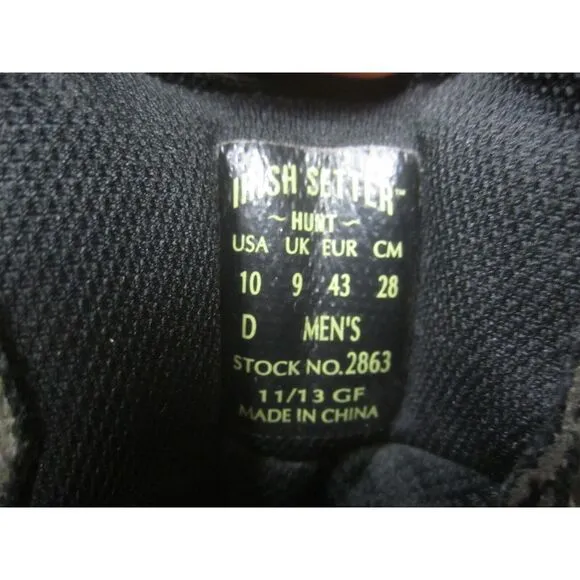 IRISH SETTER™
~ HUNT ~
USA UK EUR CM
10 9 43 28
D MEN'S
STOCK NO. 2863
11/13 GF
MADE IN CHINA